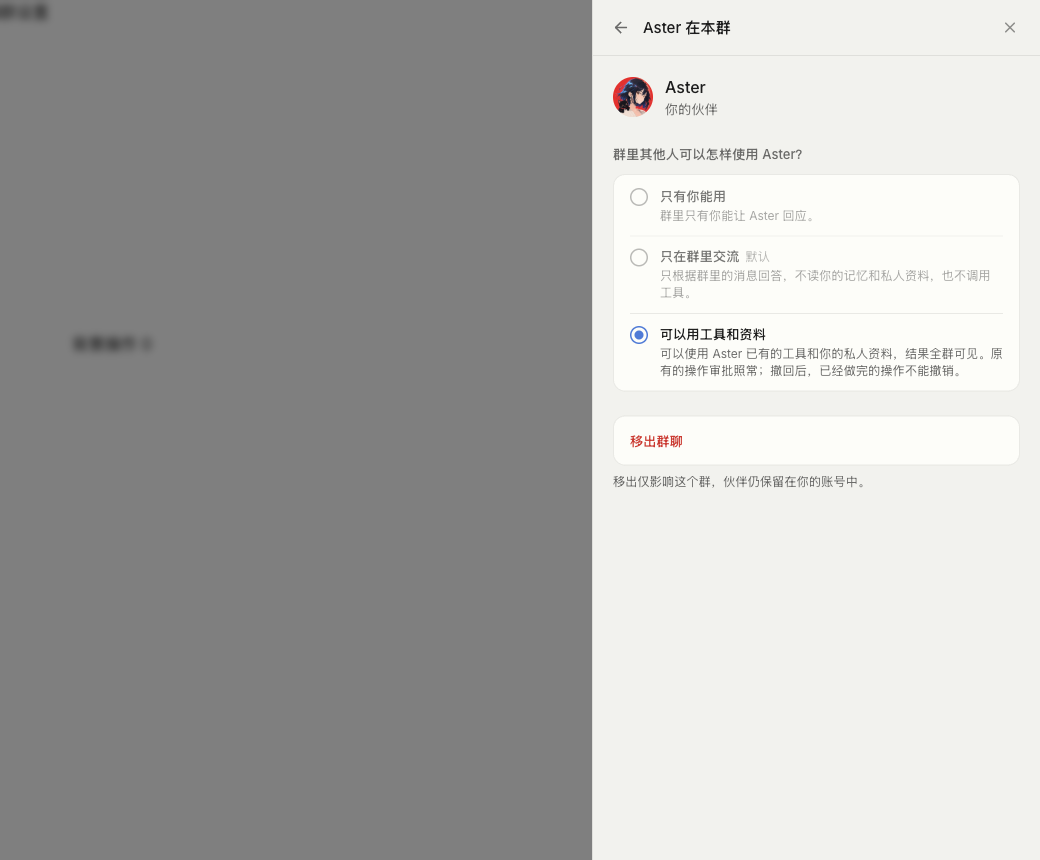 Aster 在本群
Aster
你的伙伴
群里其他人可以怎样使用 Aster?
只有你能用
群里只有你能让 Aster 回应。
只在群里交流 默认
只根据群里的消息回答，不读你的记忆和私人资料，也不调用
工具。
可以用工具和资料
可以使用 Aster 已有的工具和你的私人资料，结果全群可见。原
有的操作审批照常；撤回后，已经做完的操作不能撤销。
移出群聊
移出仅影响这个群，伙伴仍保留在你的账号中。